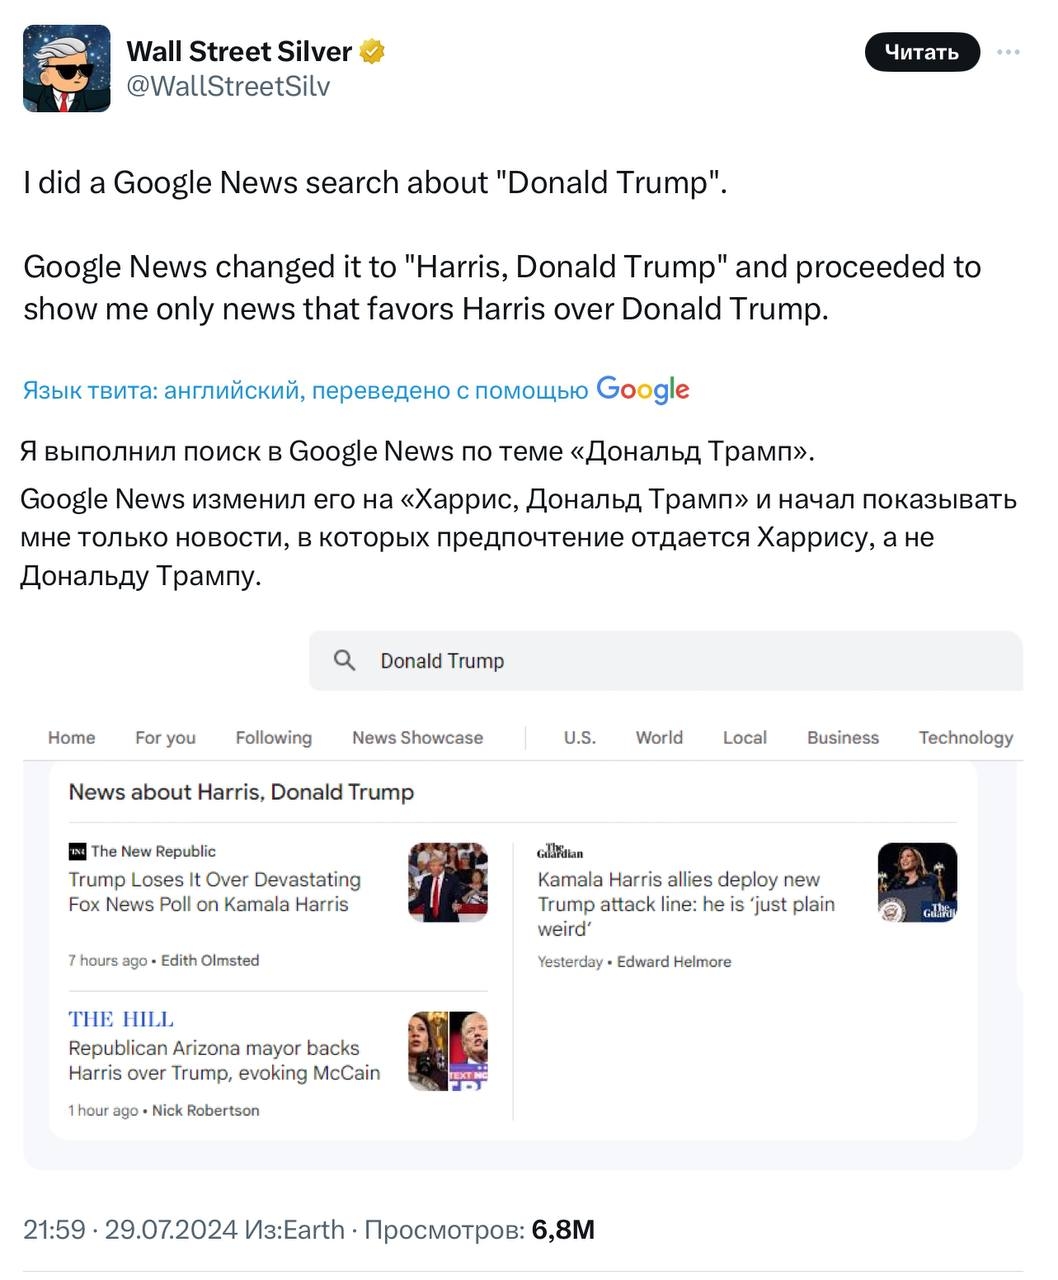 Wall Street Silver
Читать
@WallStreetSilv
I did a Google News search about "Donald Trump".
Google News changed it to "Harris, Donald Trump" and proceeded to
show me only news that favors Harris over Donald Trump.
Язык твита: английский, переведено с помощью Google
Я выполнил поиск в Google News по теме «Дональд Трамп».
Google News изменил его на «Харрис, Дональд Трамп» и начал показывать
мне только новости, в которых предпочтение отдается Харрису, а не
Дональду Трампу.
Donald Trump
Home For you Following News Showcase U.S. World Local Business Technology
News about Harris, Donald Trump
The New Republic
Trump Loses It Over Devastating
Fox News Poll on Kamala Harris
7 hours ago • Edith Olmsted
The Guardian
Kamala Harris allies deploy new
Trump attack line: he is ‘just plain
weird’
Yesterday • Edward Helmore
THE HILL
Republican Arizona mayor backs
Harris over Trump, evoking McCain
1 hour ago • Nick Robertson
21:59 · 29.07.2024 Из:Earth · Просмотров: 6,8M